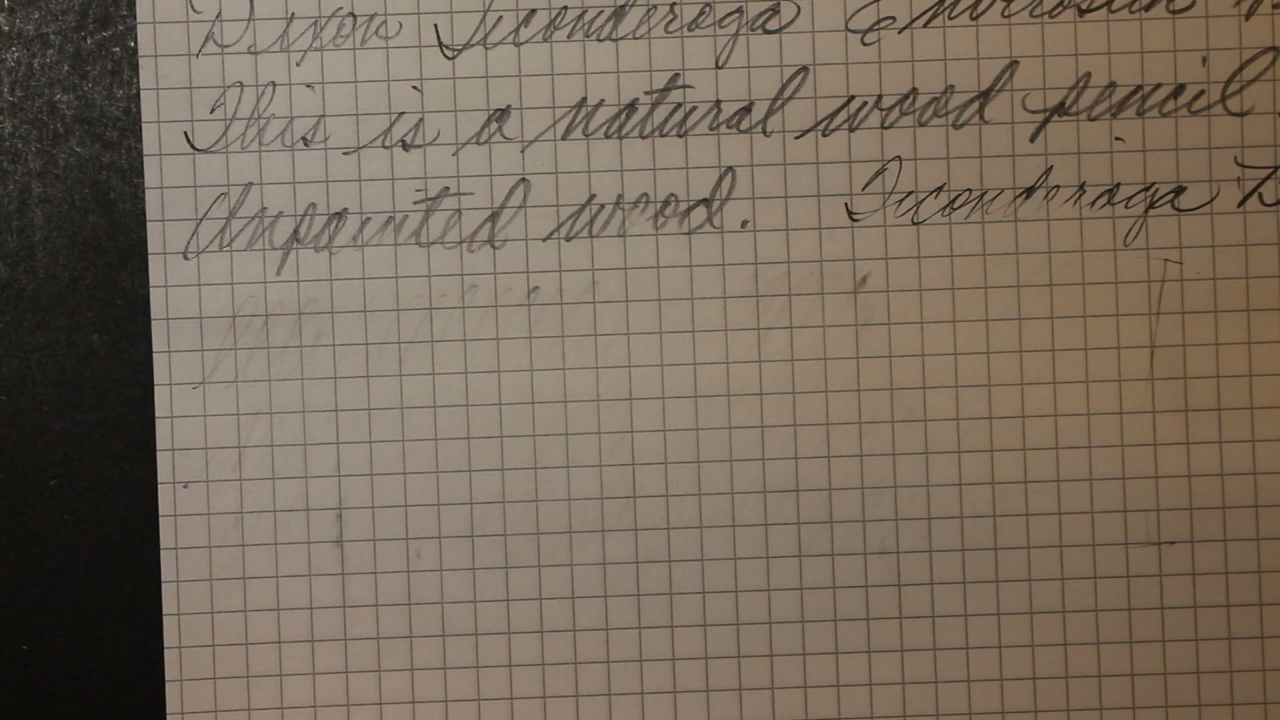 Dixon Ticonderoga
This is a natural wood pencil
Unpainted wood. Ticonderoga